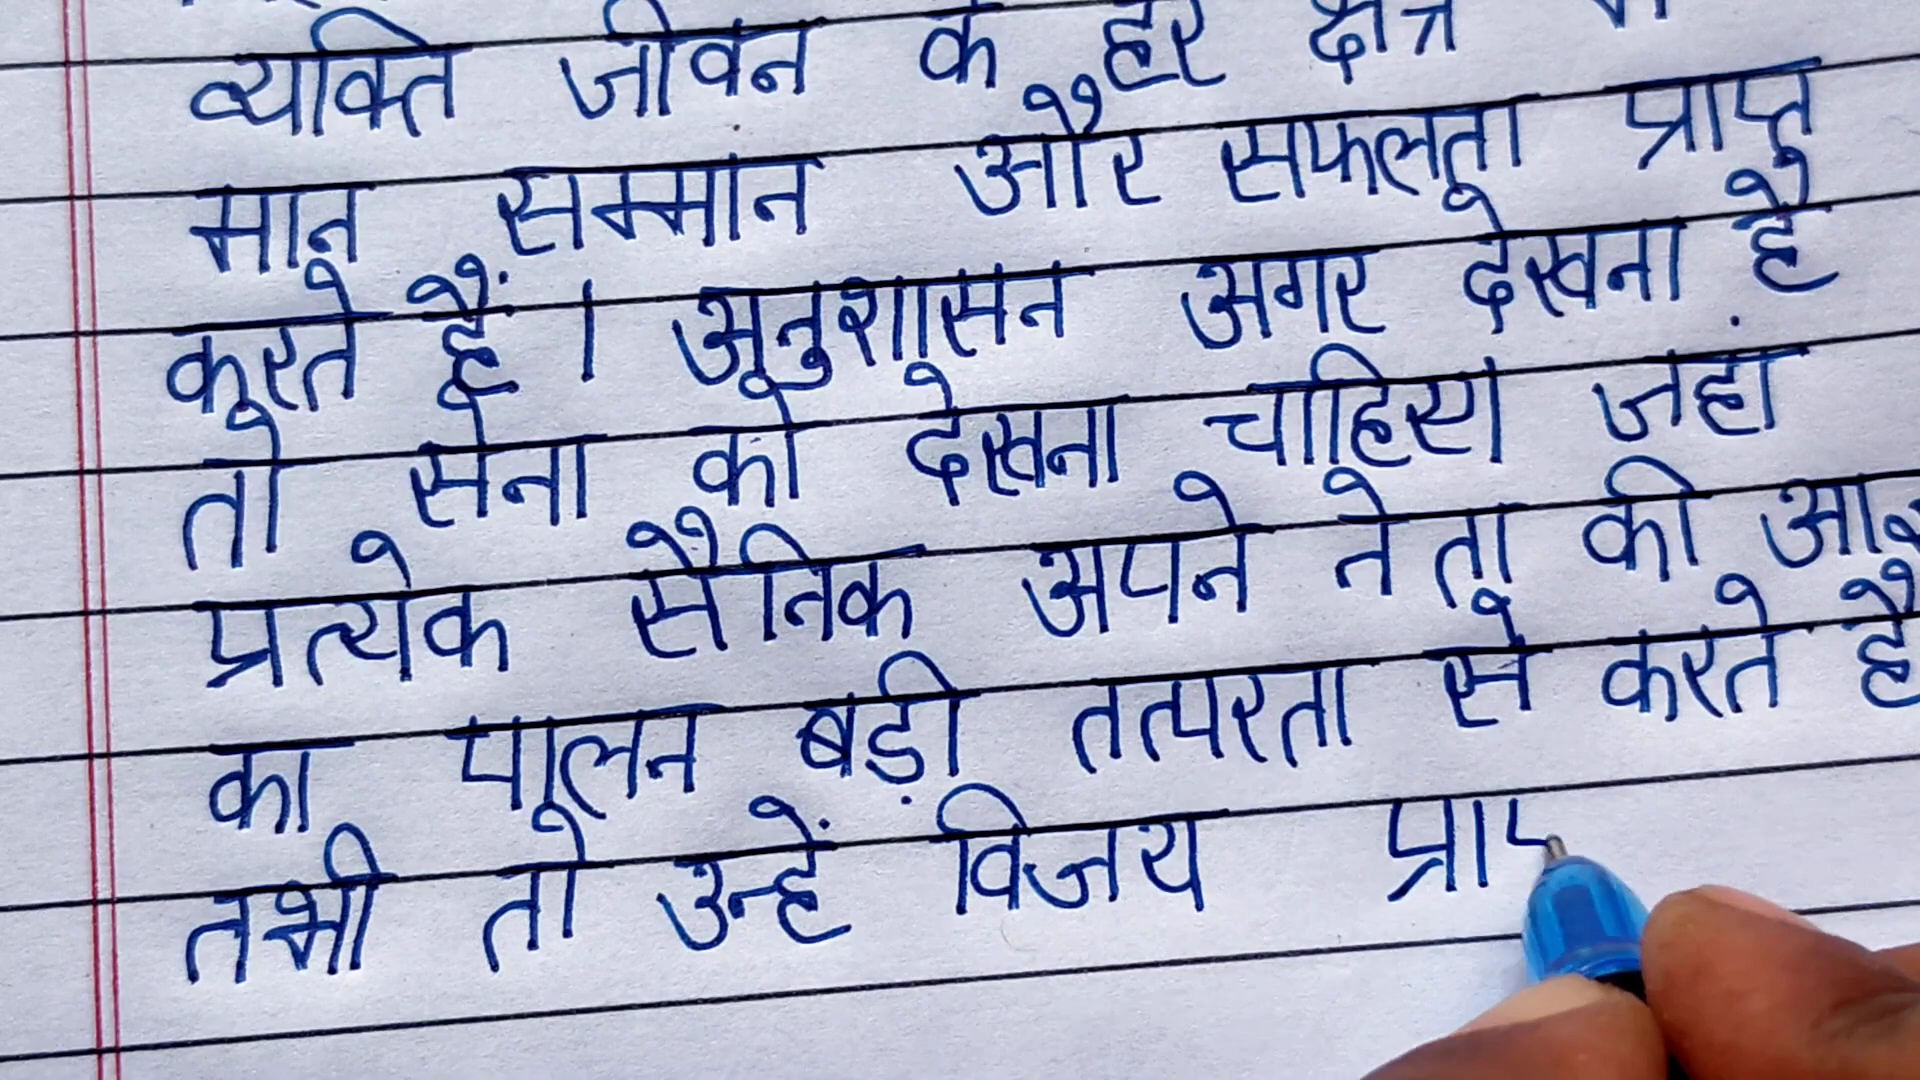 व्यक्ति जीवन के हर क्षेत्र
मान सम्मान और सफलता प्राप्त
करते हैं । अनुशासन अगर देखना है
तो सेना को देखना चाहिए। जहां
प्रत्येक सैनिक अपने नेता की
का पालन बड़ी तत्परता से करते है
तभी तो उन्हें विजय